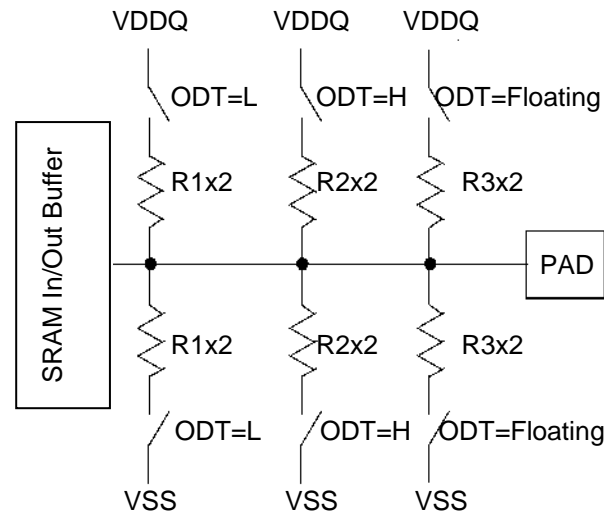 VDDQ VDDQ VDDQ
ODT=L ODT=H ODT=Floating
R1x2 R2x2 R3x2
SRAM In/Out Buffer
PAD
R1x2 R2x2 R3x2
ODT=L ODT=H ODT=Floating
VSS VSS VSS